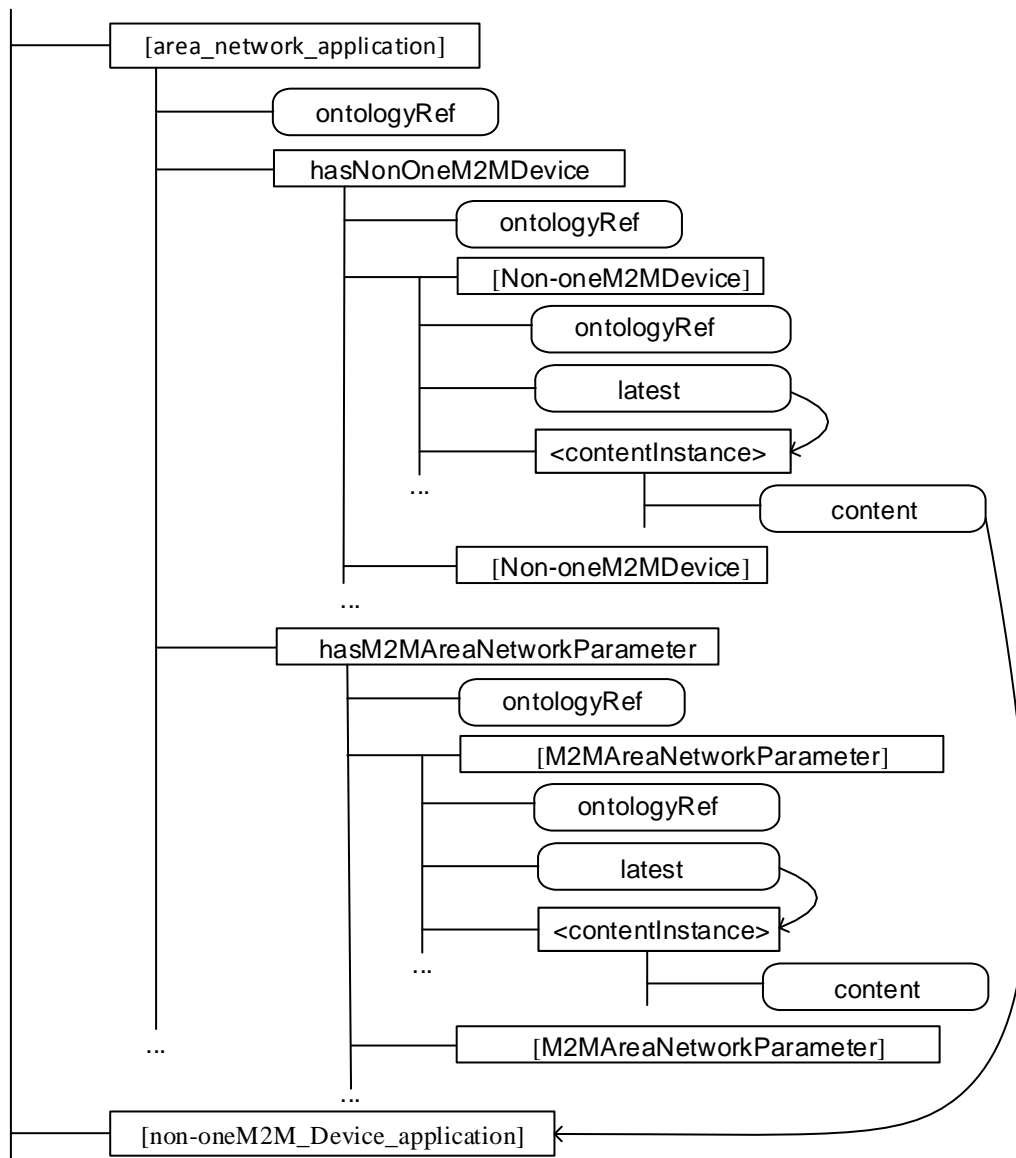 [area_network_application]
ontologyRef
hasNonOneM2MDevice
ontologyRef
[Non-oneM2MDevice]
ontologyRef
latest
<contentInstance>
...
content
[Non-oneM2MDevice]
...
hasM2MAreaNetworkParameter
ontologyRef
[M2MAreaNetworkParameter]
ontologyRef
latest
<contentInstance>
...
content
...
[M2MAreaNetworkParameter]
...
[non-oneM2M_Device_application]